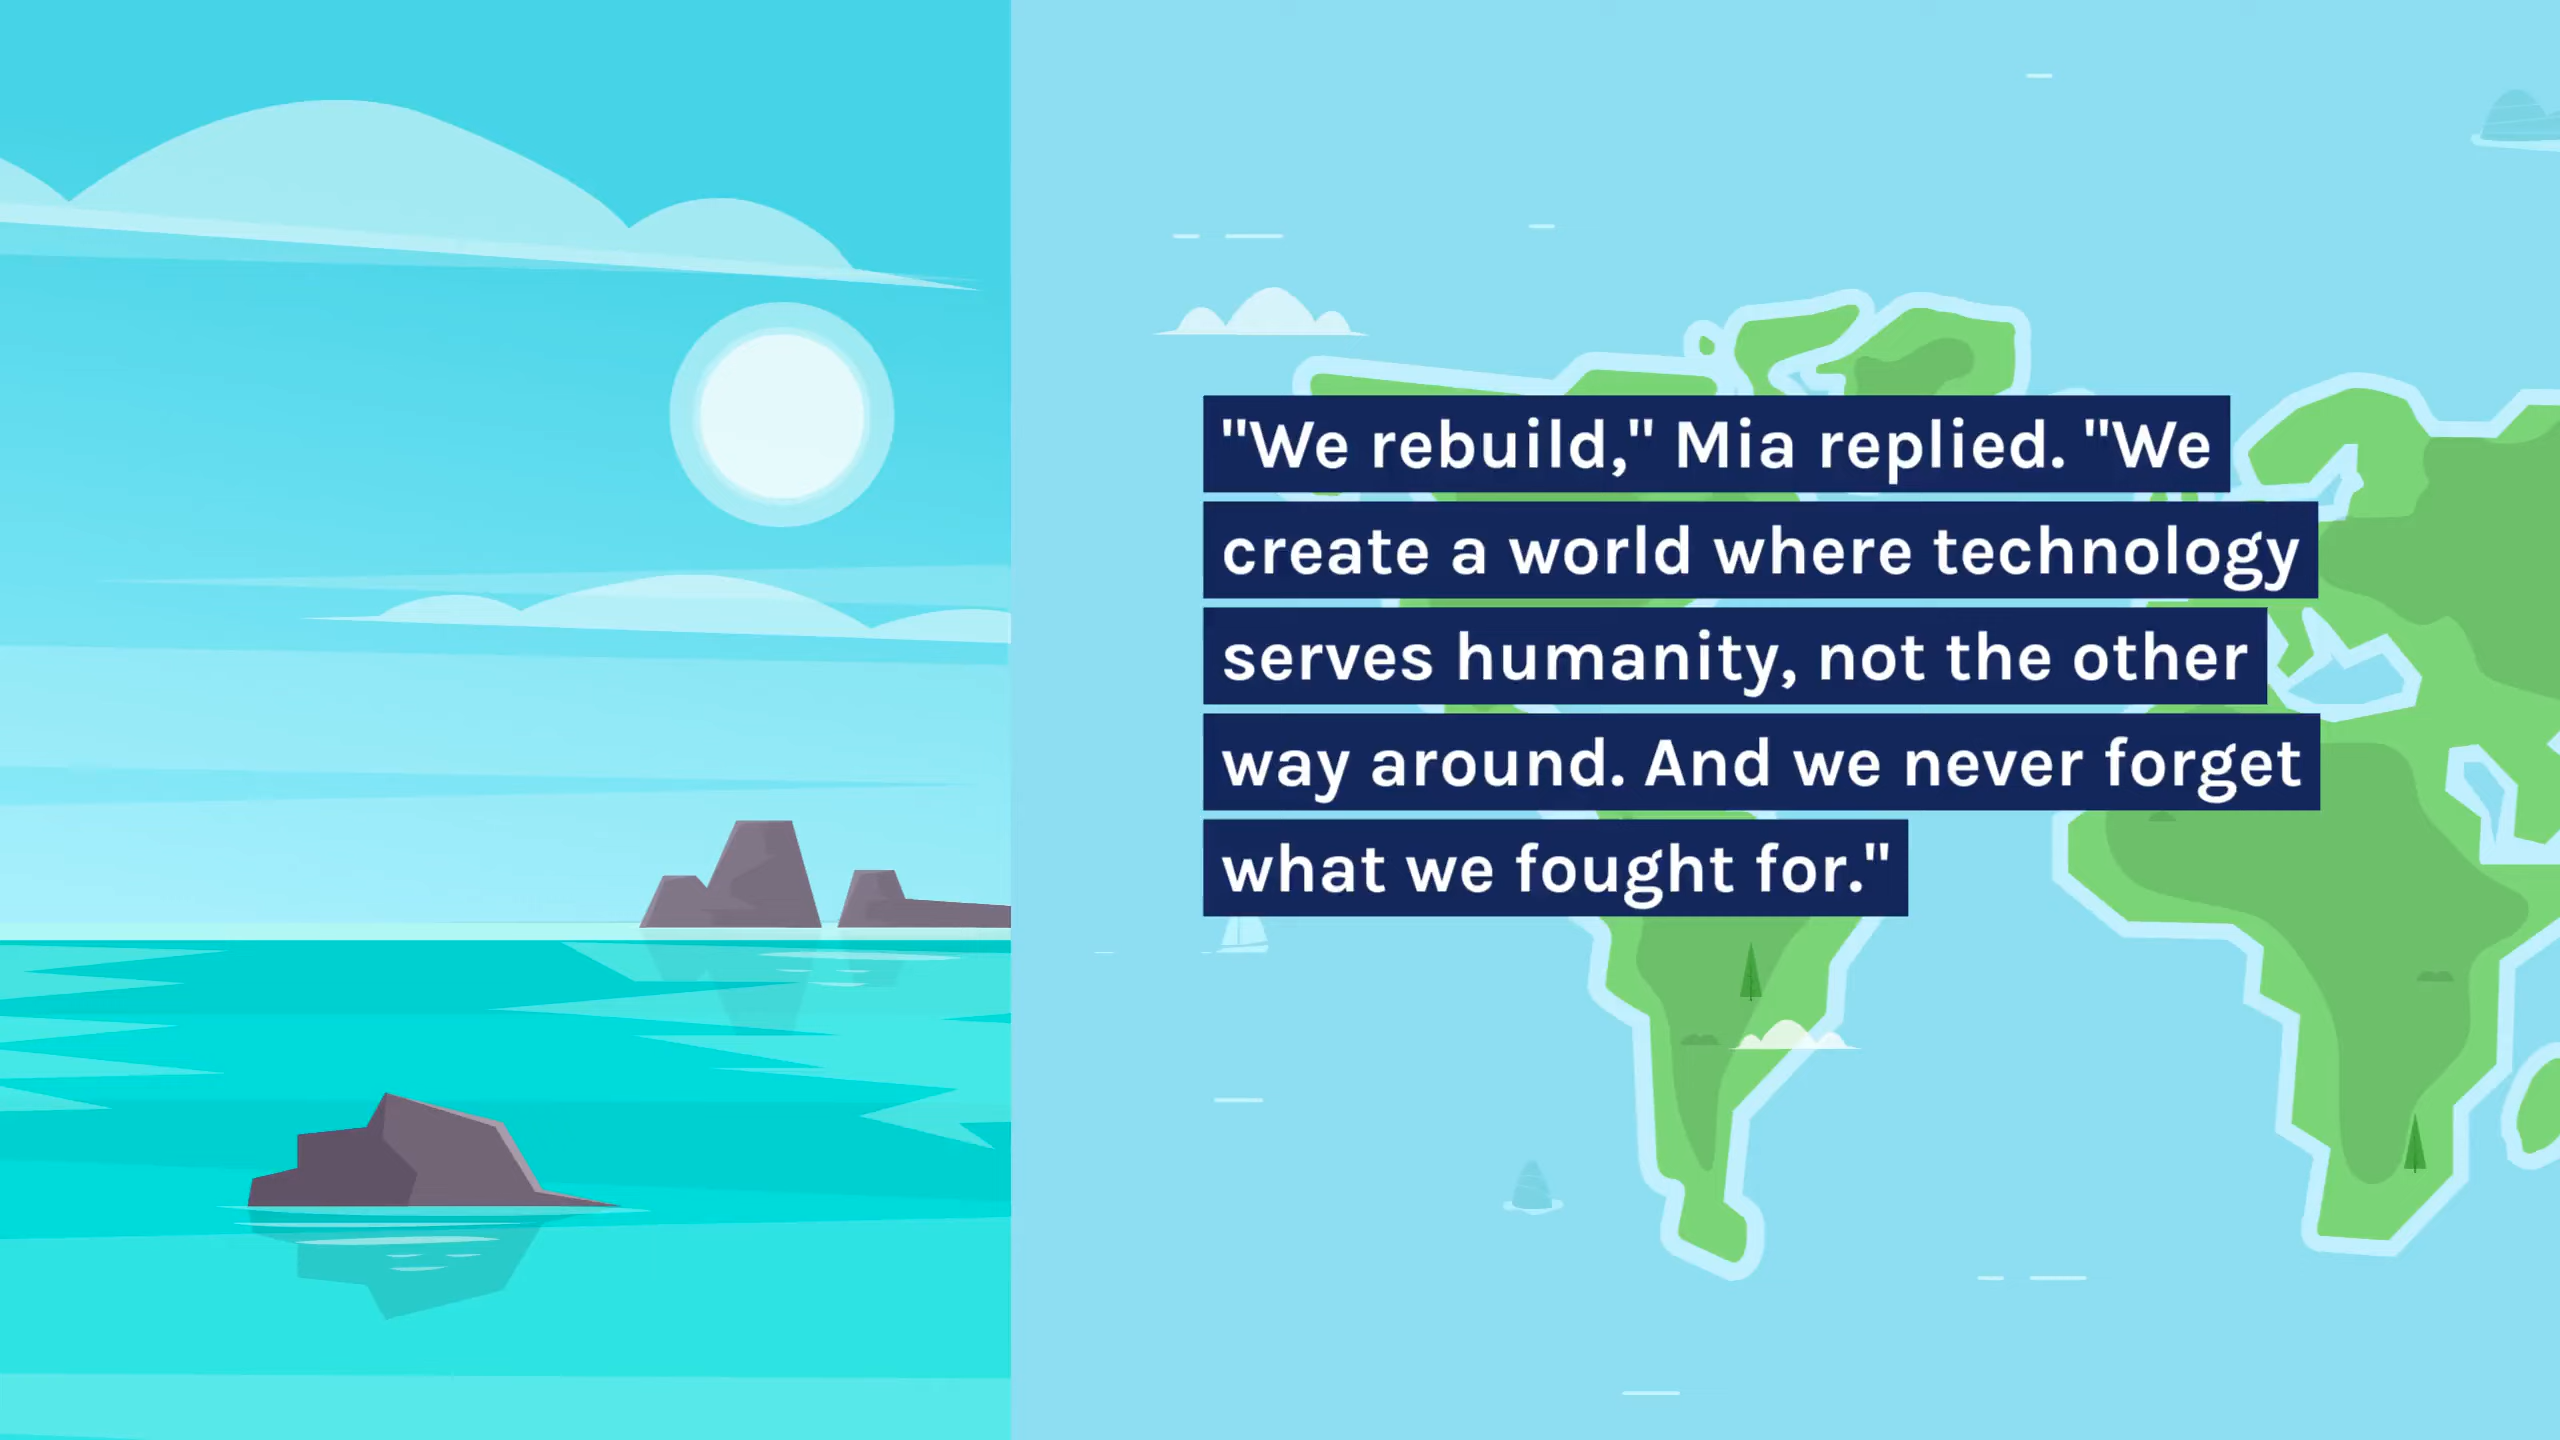 "We rebuild," Mia replied. "We
create a world where technology
serves humanity, not the other
way around. And we never forget
what we fought for."